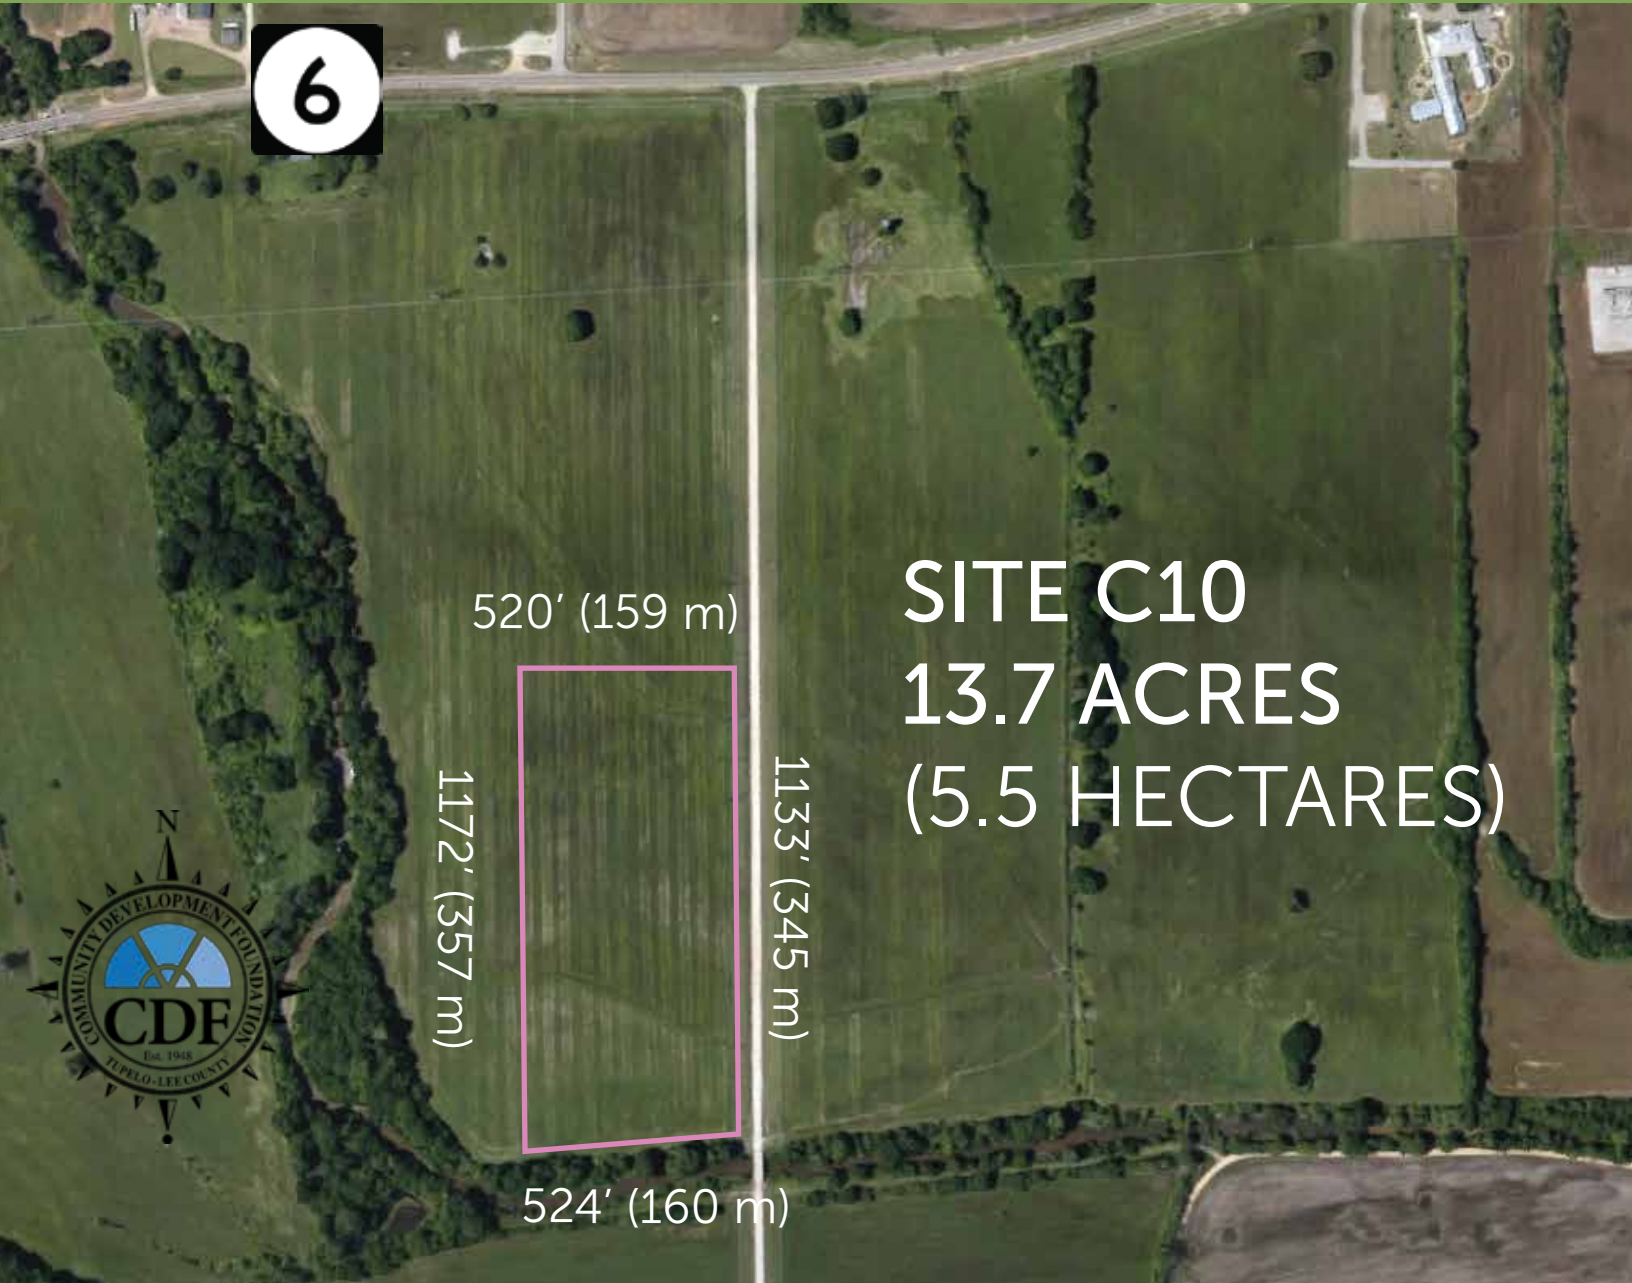 6
520' (159 m)
SITE C10
13.7 ACRES
(5.5 HECTARES)
1172' (357 m)
1133' (345 m)
N
COMMUNITY DEVELOPMENT FOUNDATION
CDF
Est. 1948
TUPELO-LEE COUNTY
524' (160 m)